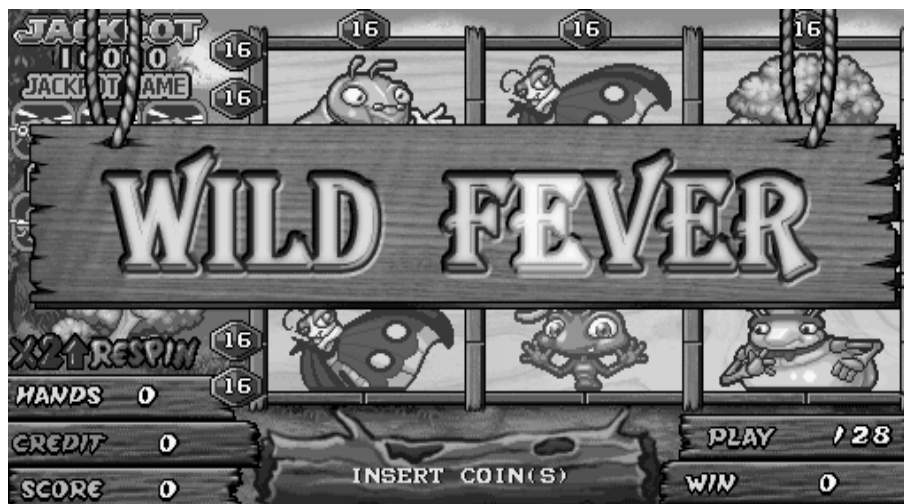 JACKPOT
16 16 16 16
10000
JACKPOT GAME
16
WILD FEVER
X2 RESPIN
16
16
HANDS 0
CREDIT 0
PLAY 128
INSERT COIN(S)
SCORE 0
WIN 0